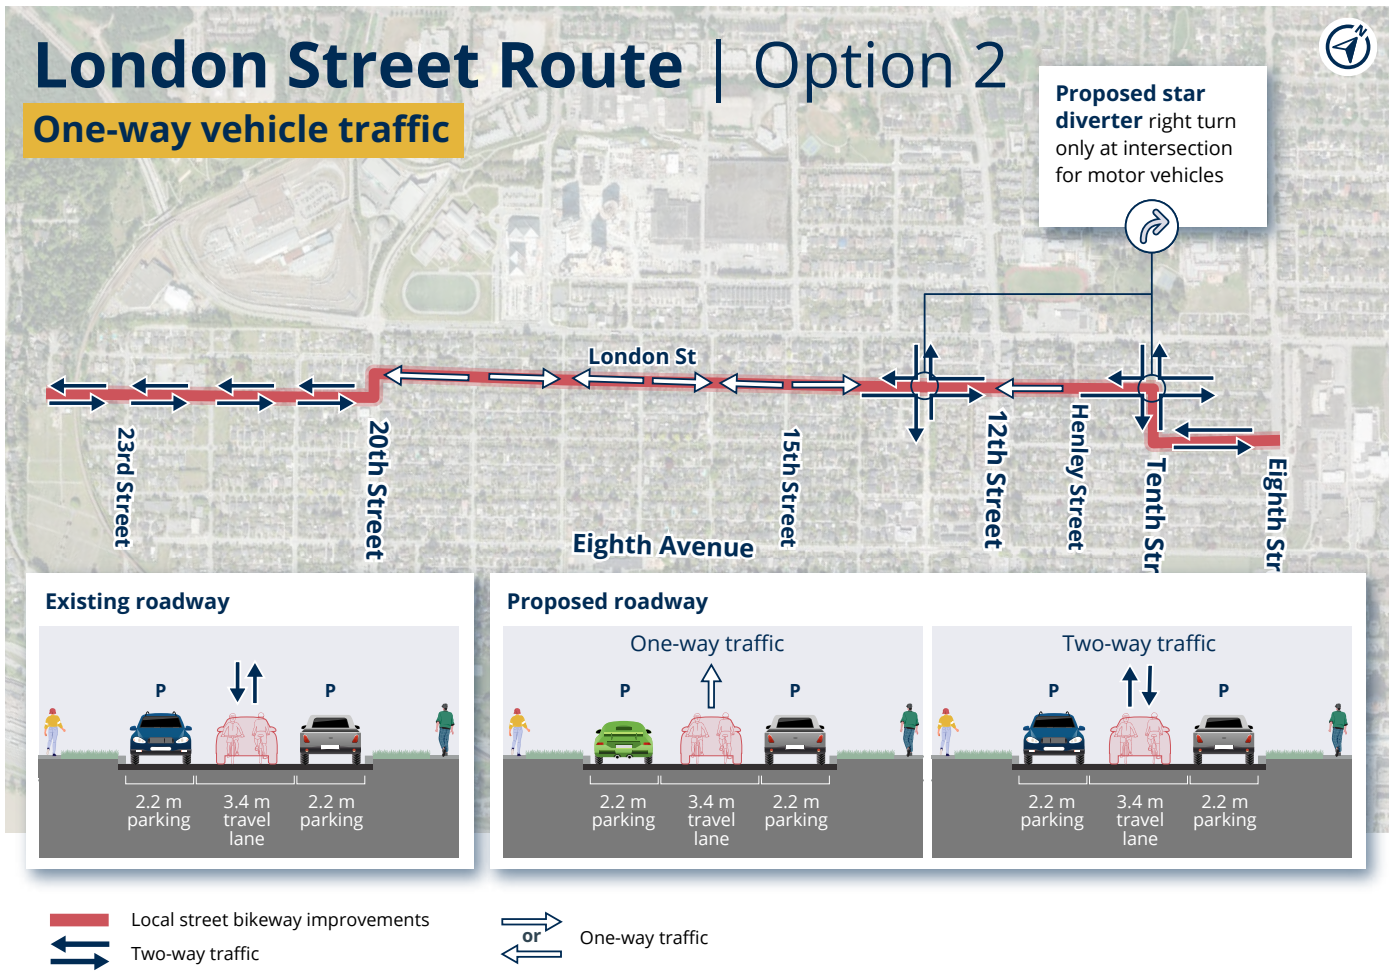 London Street Route | Option 2
One-way vehicle traffic
N
Proposed star
diverter right turn
only at intersection
for motor vehicles
London St
23rd Street
20th Street
15th Street
12th Street
Henley Street
Tenth Str
Eighth Str
Eighth Avenue
Existing roadway
P
P
2.2 m
parking
3.4 m
travel
lane
2.2 m
parking
Proposed roadway
One-way traffic
P
P
2.2 m
parking
3.4 m
travel
lane
2.2 m
parking
Two-way traffic
P
P
2.2 m
parking
3.4 m
travel
lane
2.2 m
parking
Local street bikeway improvements
Two-way traffic
or
One-way traffic